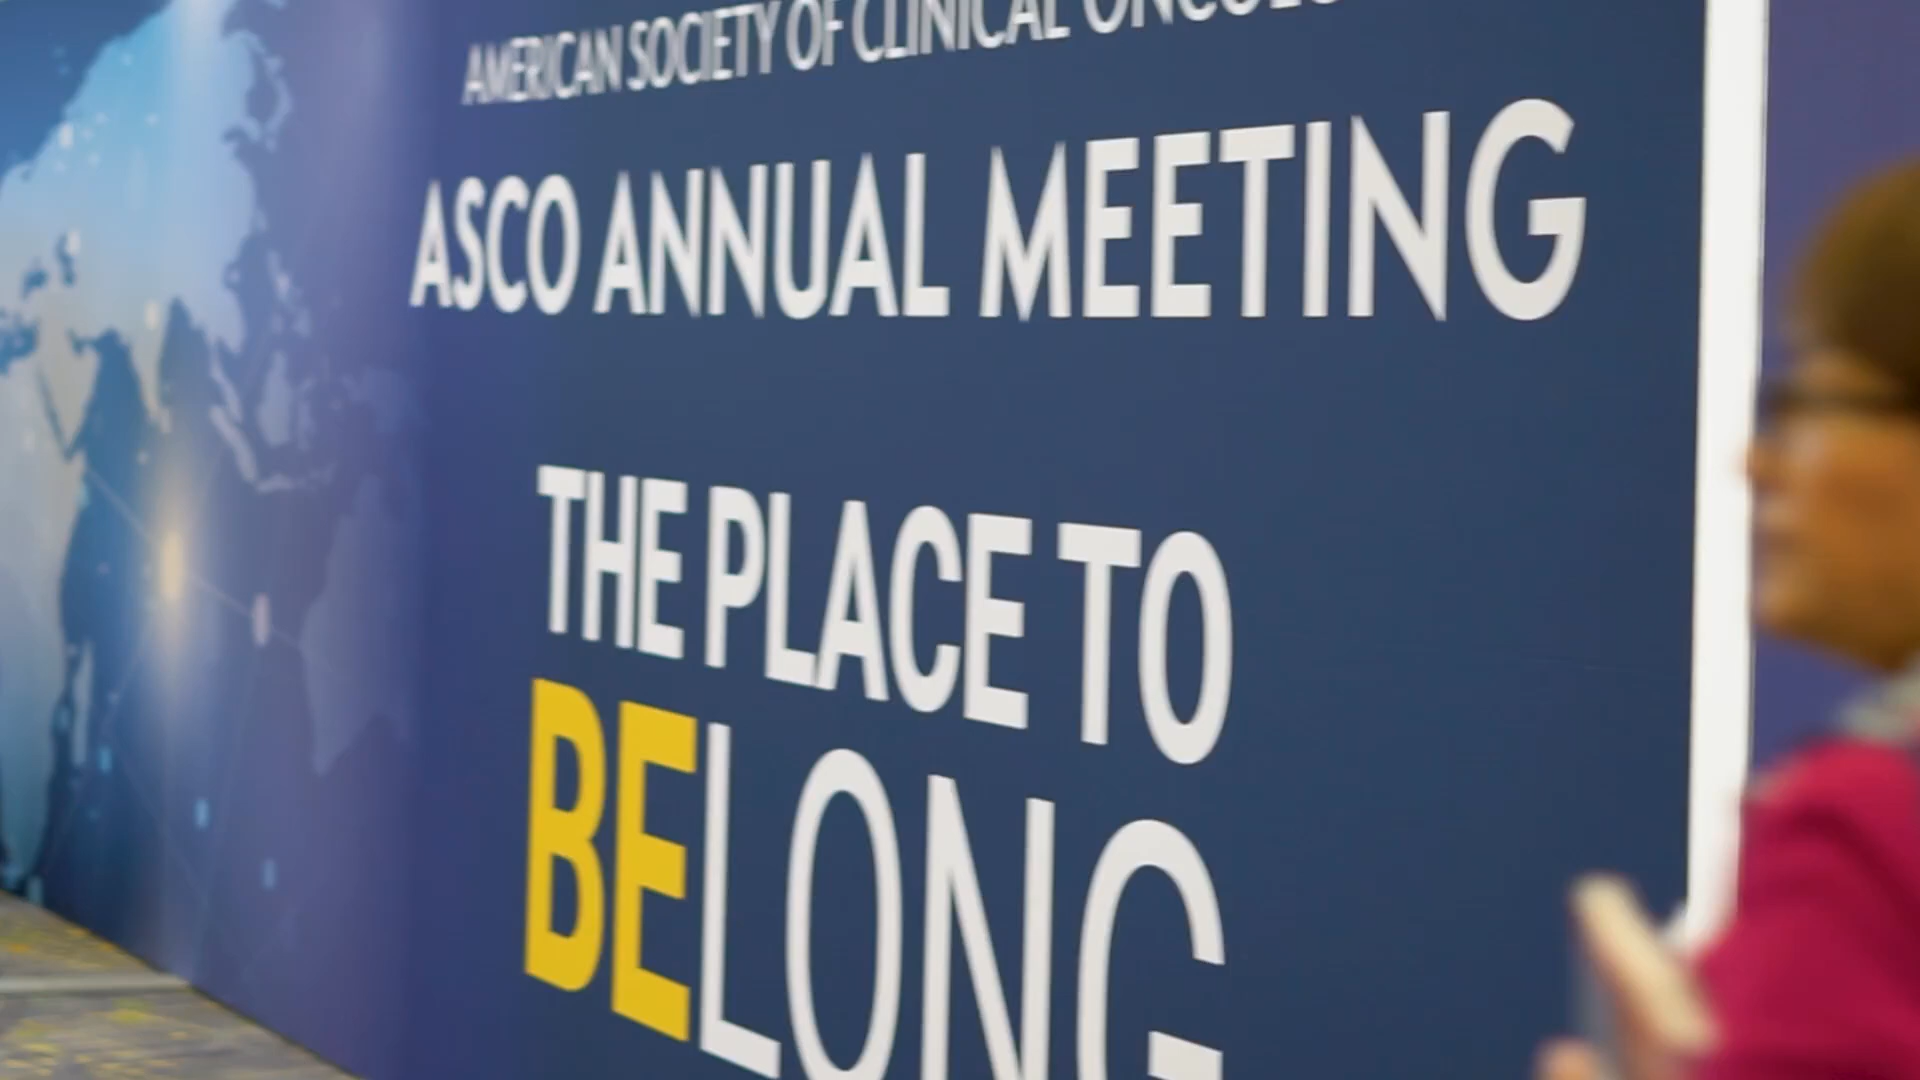 AMERICAN SOCIETY OF CLINICAL
ASCO ANNUAL MEETING
THE PLACE TO
BELONG